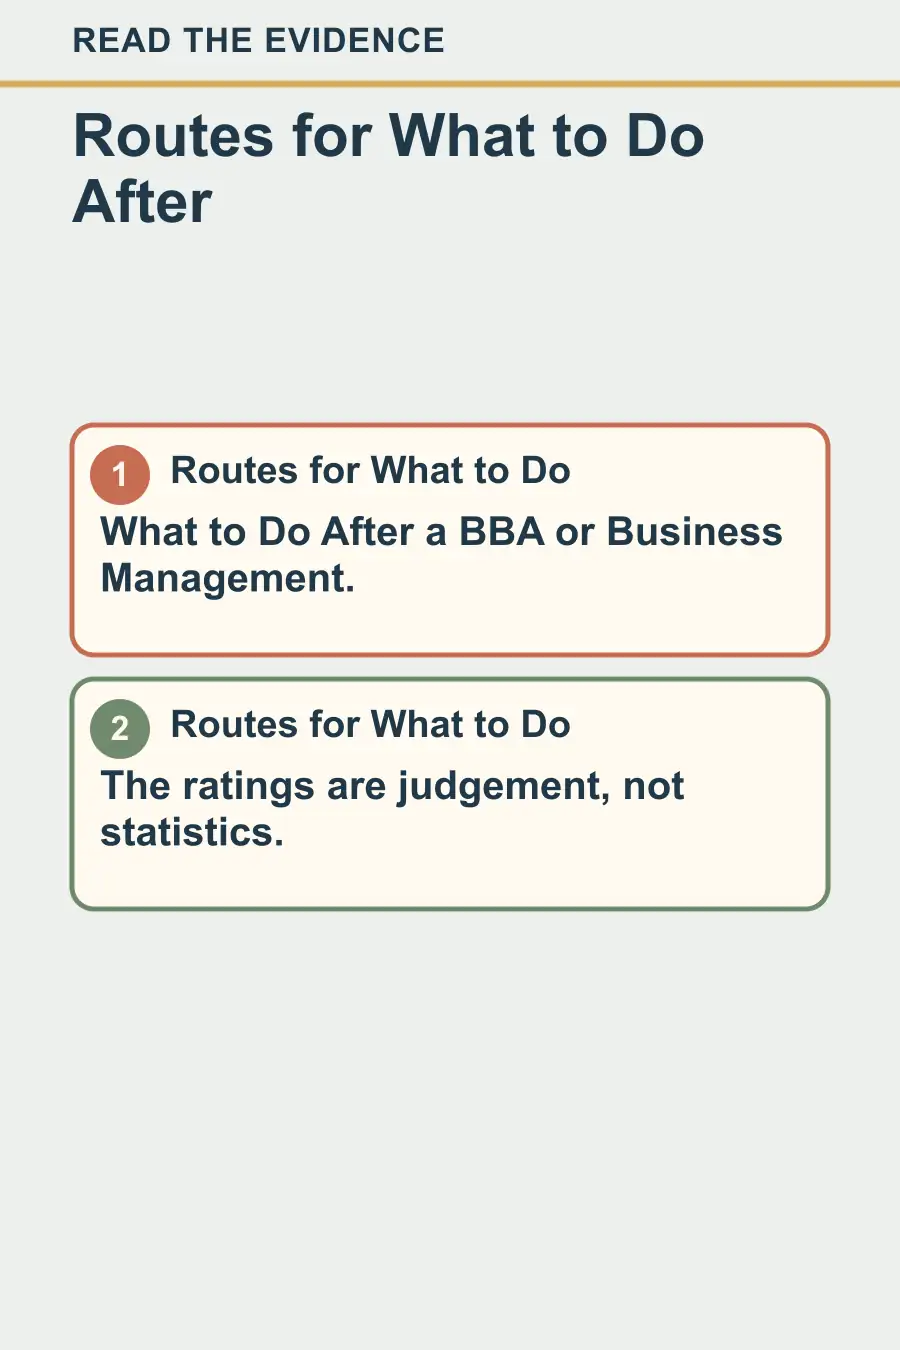 READ THE EVIDENCE
Routes for What to Do
After
1 Routes for What to Do
What to Do After a BBA or Business
Management.
2 Routes for What to Do
The ratings are judgement, not
statistics.